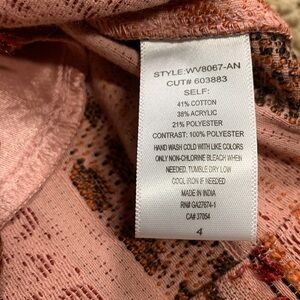 STYLE:WV8067-AN
CUT# 603883
SELF:
41% COTTON
38% ACRYLIC
21% POLYESTER
CONTRAST: 100% POLYESTER
HAND WASH COLD WITH LIKE COLORS
ONLY NON-CHLORINE BLEACH WHEN
NEEDED, TUMBLE DRY LOW
COOL IRON IF NEEDED
MADE IN INDIA
RN# GA27674-1
CA# 37054
4